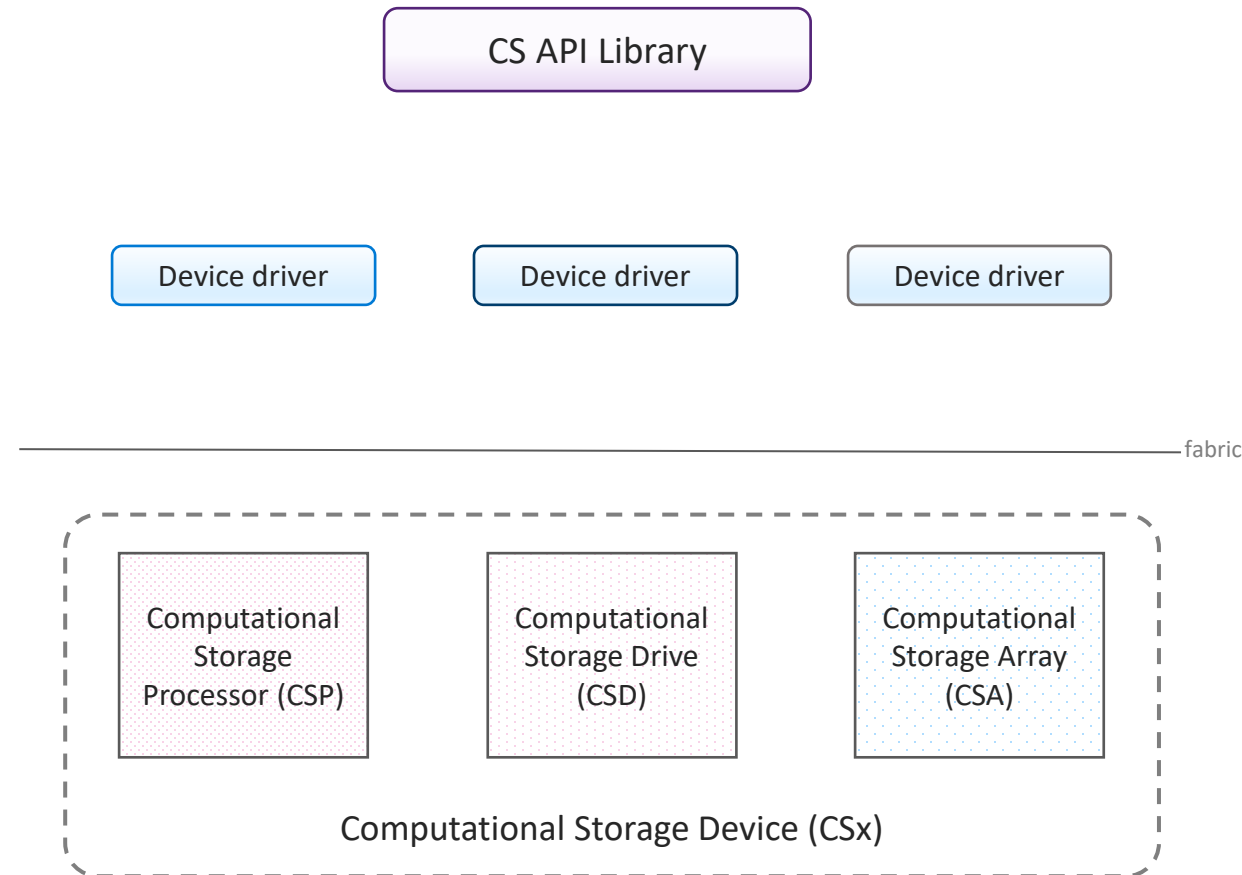 CS API Library
Device driver
Device driver
Device driver
fabric
Computational
Storage
Processor (CSP)
Computational
Storage Drive
(CSD)
Computational
Storage Array
(CSA)
Computational Storage Device (CSx)